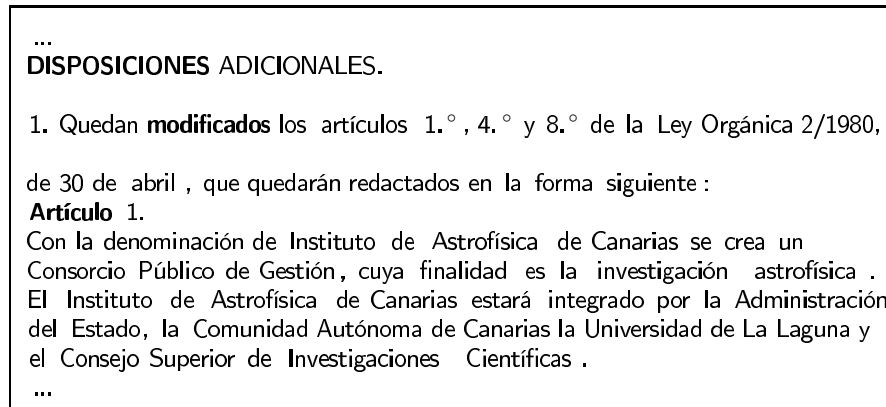 ...
DISPOSICIONES ADICIONALES.
1. Quedan modificados los artículos 1.° , 4.° y 8.° de la Ley Orgánica 2/1980,
de 30 de abril , que quedarán redactados en la forma siguiente :
Artículo 1.
Con la denominación de Instituto de Astrofísica de Canarias se crea un
Consorcio Público de Gestión, cuya finalidad es la investigación astrofísica .
El Instituto de Astrofísica de Canarias estará integrado por la Administración
del Estado, la Comunidad Autónoma de Canarias la Universidad de La Laguna y
el Consejo Superior de Investigaciones Científicas .
...